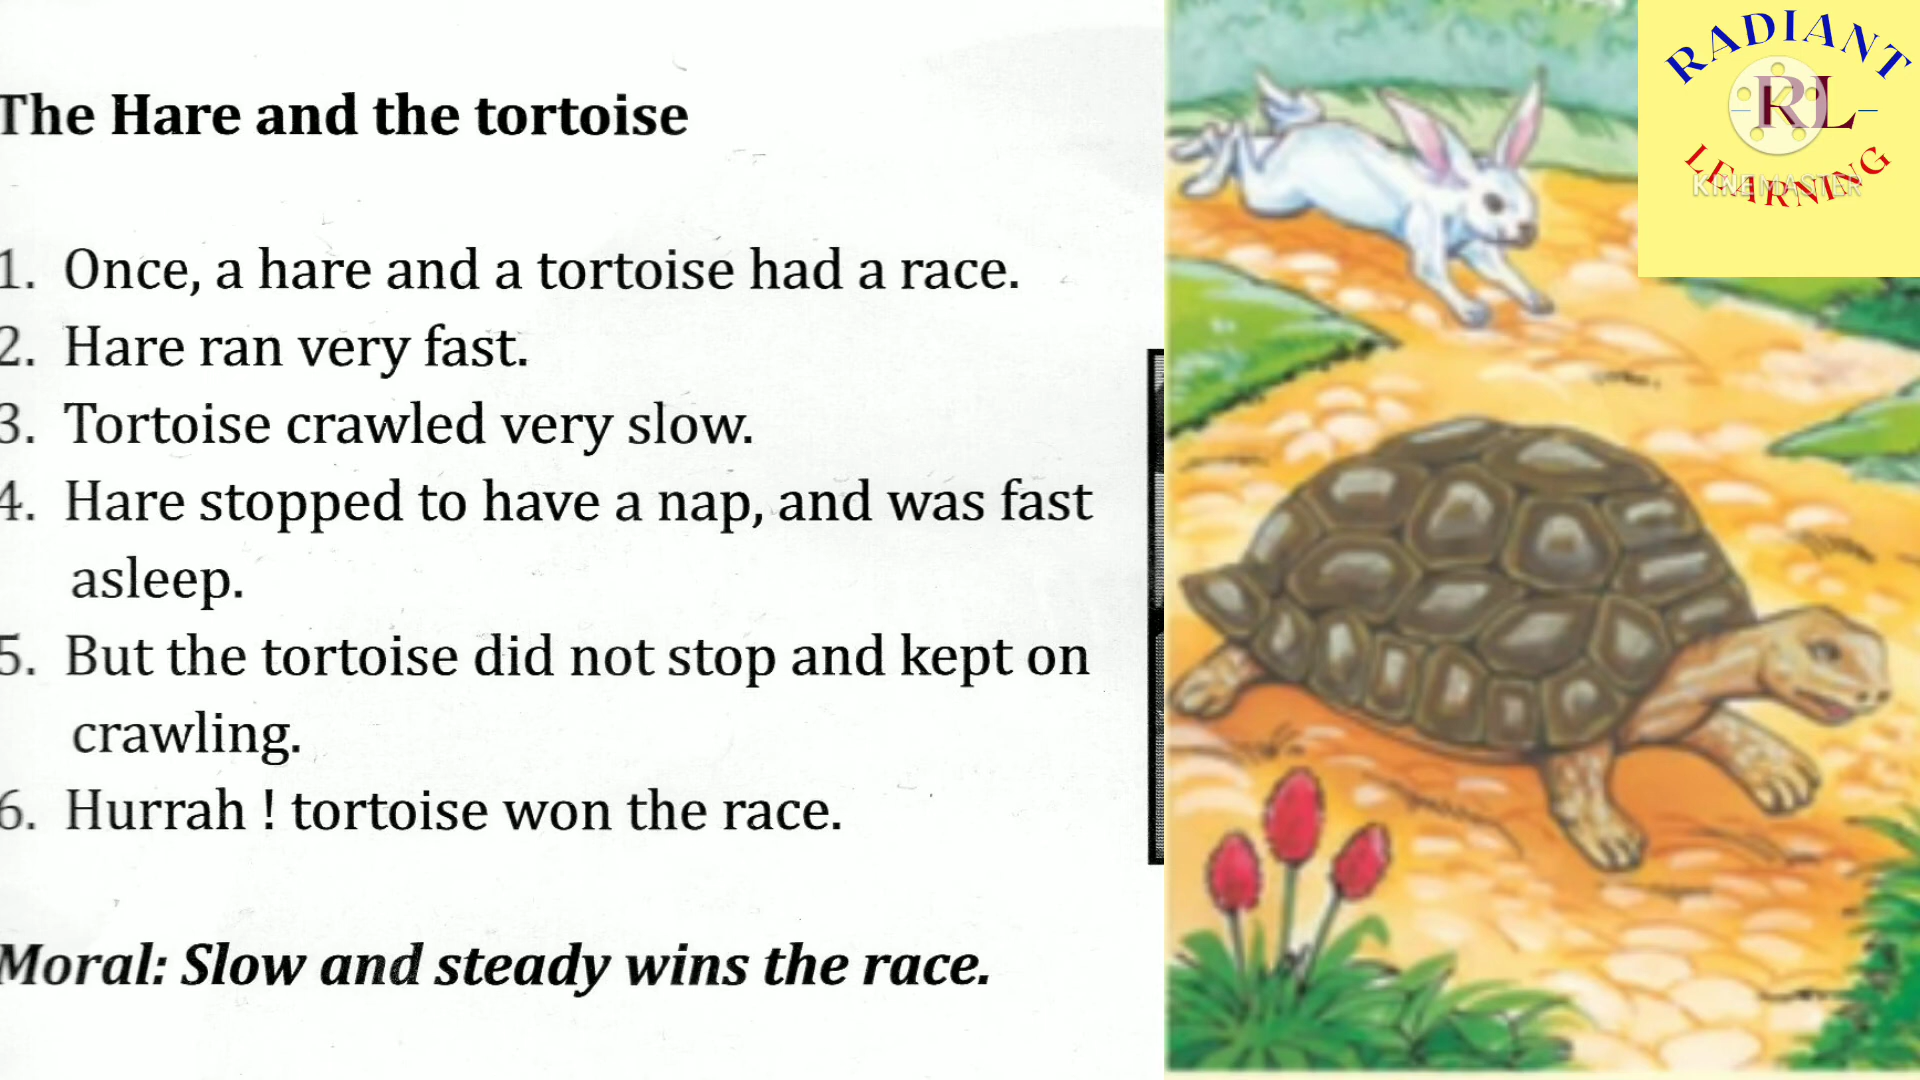 The Hare and the tortoise
1. Once, a hare and a tortoise had a race.
2. Hare ran very fast.
3. Tortoise crawled very slow.
4. Hare stopped to have a nap, and was fast
asleep.
5. But the tortoise did not stop and kept on
crawling.
6. Hurrah ! tortoise won the race.
Moral: Slow and steady wins the race.
RADIANT
RL
LEARNING
KINEMASTER